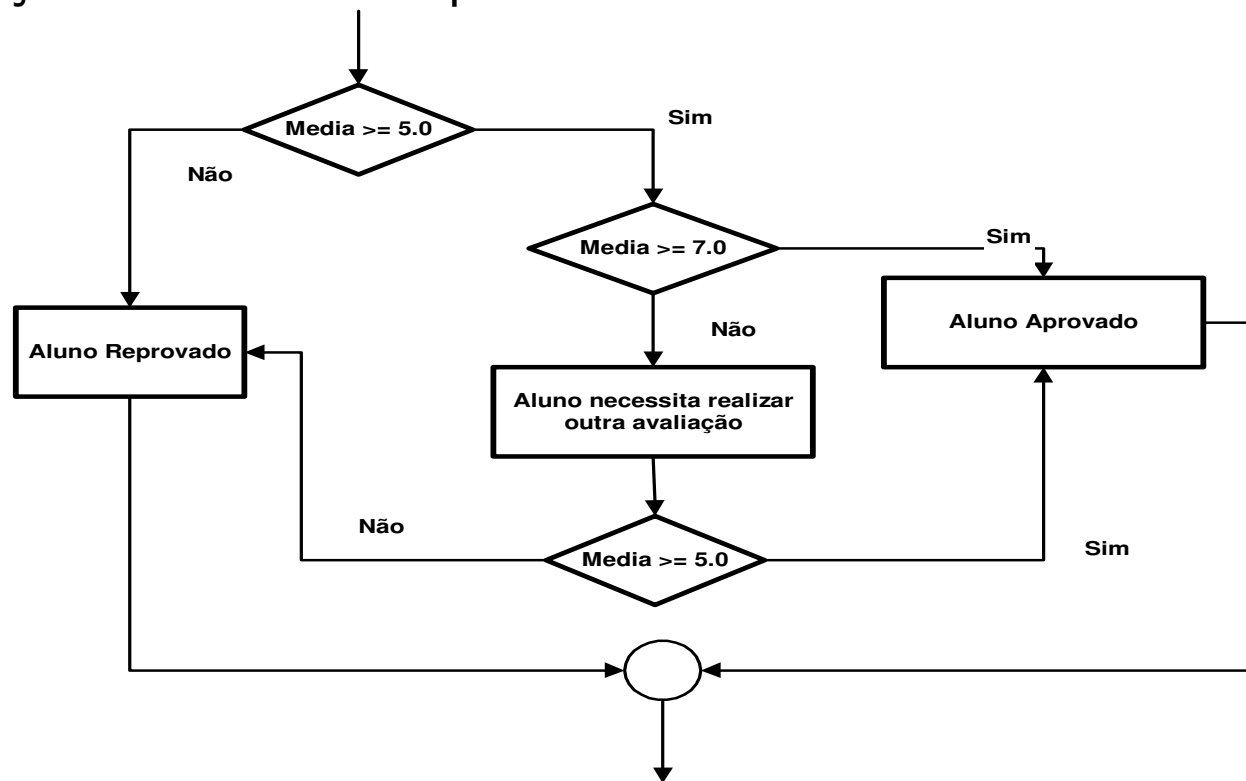 Media >= 5.0
Sim
Não
Media >= 7.0
Sim
Aluno Aprovado
Não
Aluno Reprovado
Aluno necessita realizar
outra avaliação
Não
Media >= 5.0
Sim